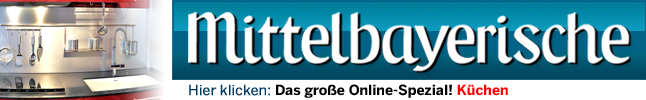 Mittelbayerische
Hier klicken: Das große Online-Spezial! Küchen